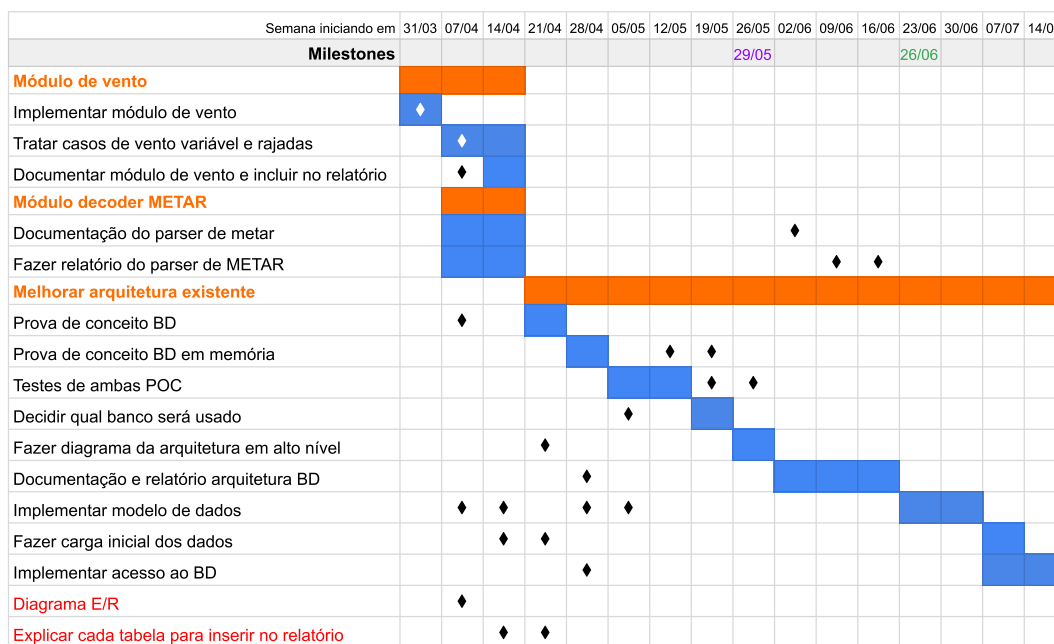 Semana iniciando em 31/03 07/04 14/04 21/04 28/04 05/05 12/05 19/05 26/05 02/06 09/06 16/06 23/06 30/06 07/07 14/0
Milestones 29/05 26/06
Módulo de vento
Implementar módulo de vento
Tratar casos de vento variável e rajadas
Documentar módulo de vento e incluir no relatório
Módulo decoder METAR
Documentação do parser de metar
Fazer relatório do parser de METAR
Melhorar arquitetura existente
Prova de conceito BD
Prova de conceito BD em memória
Testes de ambas POC
Decidir qual banco será usado
Fazer diagrama da arquitetura em alto nível
Documentação e relatório arquitetura BD
Implementar modelo de dados
Fazer carga inicial dos dados
Implementar acesso ao BD
Diagrama E/R
Explicar cada tabela para inserir no relatório